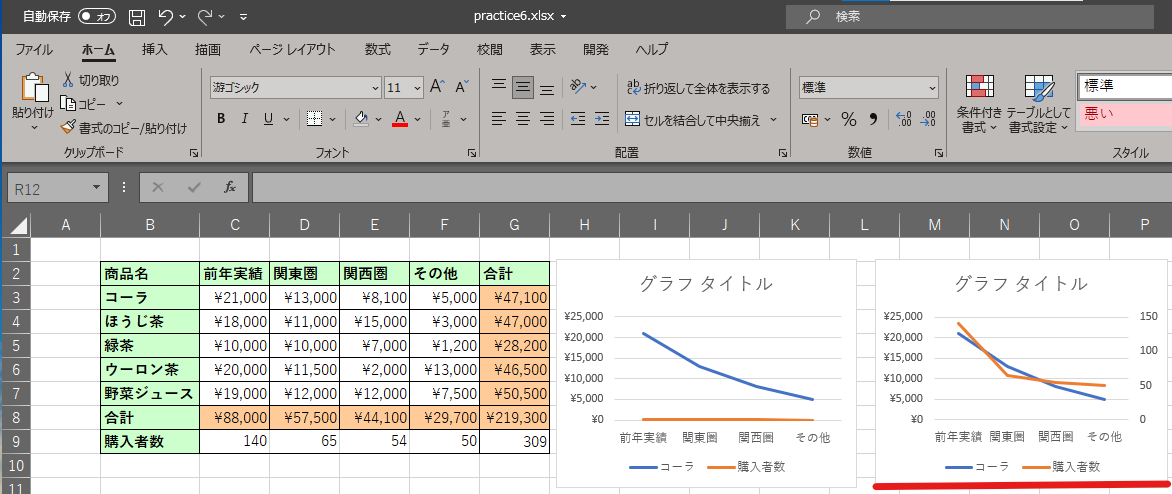 自動保存 オフ practice6.xlsx 検索
ファイル ホーム 挿入 描画 ページ レイアウト 数式 データ 校閲 表示 開発 ヘルプ
貼り付け 切り取り コピー 書式のコピー/貼り付け クリップボード
游ゴシック 11 A A B I U A フォント
ab 折り返して全体を表示する セルを結合して中央揃え 配置
標準 % 数値
条件付き書式 テーブルとして書式設定 標準 悪い スタイル
R12 fx
A B C D E F G H I J K L M N O P
1
2 商品名 前年実績 関東圏 関西圏 その他 合計
3 コーラ ¥21,000 ¥13,000 ¥8,100 ¥5,000 ¥47,100
4 ほうじ茶 ¥18,000 ¥11,000 ¥15,000 ¥3,000 ¥47,000
5 緑茶 ¥10,000 ¥10,000 ¥7,000 ¥1,200 ¥28,200
6 ウーロン茶 ¥20,000 ¥11,500 ¥2,000 ¥13,000 ¥46,500
7 野菜ジュース ¥19,000 ¥12,000 ¥12,000 ¥7,500 ¥50,500
8 合計 ¥88,000 ¥57,500 ¥44,100 ¥29,700 ¥219,300
9 購入者数 140 65 54 50 309
10
11
グラフ タイトル
¥25,000
¥20,000
¥15,000
¥10,000
¥5,000
¥0
前年実績 関東圏 関西圏 その他
コーラ 購入者数
グラフ タイトル
¥25,000 150
¥20,000
¥15,000 100
¥10,000 50
¥5,000
¥0 0
前年実績 関東圏 関西圏 その他
コーラ 購入者数